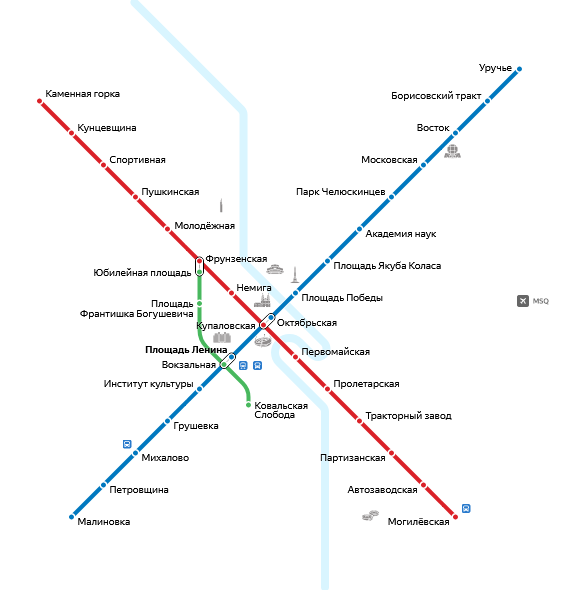 Уручье
Каменная горка
Борисовский тракт
Кунцевщина
Восток
Спортивная
Московская
Пушкинская
Парк Челюскинцев
Молодёжная
Академия наук
Фрунзенская
Площадь Якуба Коласа
Юбилейная площадь
Немига
Площадь Победы
MSQ
Площадь
Франтишка Богушевича
Купаловская
Октябрьская
Площадь Ленина
Первомайская
Вокзальная
Институт культуры
Пролетарская
Ковальская
Слобода
Тракторный завод
Грушевка
Михалово
Партизанская
Петровщина
Автозаводская
Малиновка
Могилёвская